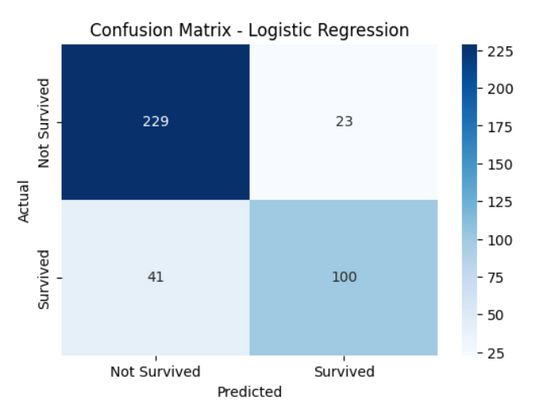 Confusion Matrix - Logistic Regression
Actual
Not Survived
Survived
229
23
41
100
Not Survived
Survived
Predicted
225
200
175
150
125
100
75
50
25